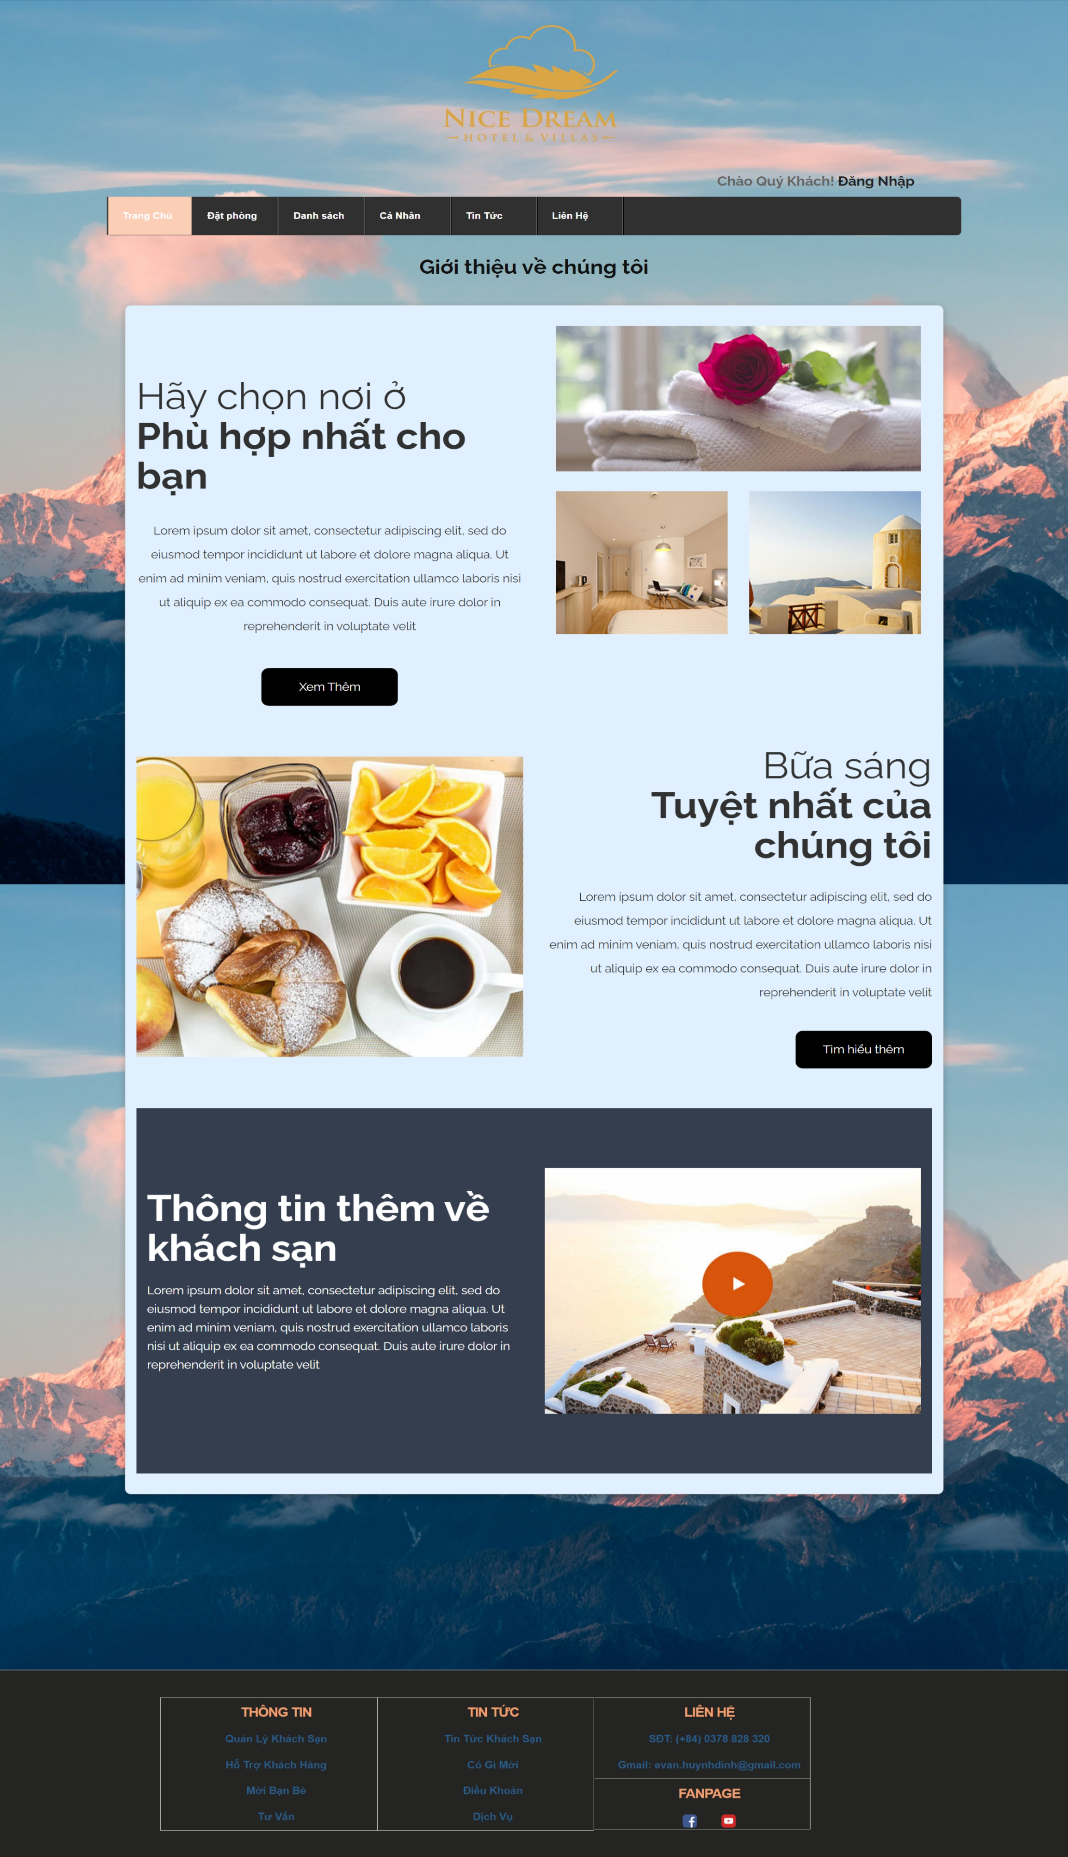 NICE DREAM
HOTEL & VILLAS
Chào Quý Khách! Đăng Nhập
Trang Chủ Đặt phòng Danh sách Cá Nhân Tin Tức Liên Hệ
Giới thiệu về chúng tôi
Hãy chọn nơi ở
Phù hợp nhất cho
bạn
Lorem ipsum dolor sit amet, consectetur adipiscing elit, sed do
eiusmod tempor incididunt ut labore et dolore magna aliqua. Ut
enim ad minim veniam, quis nostrud exercitation ullamco laboris nisi
ut aliquip ex ea commodo consequat. Duis aute irure dolor in
reprehenderit in voluptate velit
Xem Thêm
Bữa sáng
Tuyệt nhất của
chúng tôi
Lorem ipsum dolor sit amet, consectetur adipiscing elit, sed do
eiusmod tempor incididunt ut labore et dolore magna aliqua. Ut
enim ad minim veniam, quis nostrud exercitation ullamco laboris nisi
ut aliquip ex ea commodo consequat. Duis aute irure dolor in
reprehenderit in voluptate velit
Tìm hiểu thêm
Thông tin thêm về
khách sạn
Lorem ipsum dolor sit amet, consectetur adipiscing elit, sed do
eiusmod tempor incididunt ut labore et dolore magna aliqua. Ut
enim ad minim veniam, quis nostrud exercitation ullamco laboris
nisi ut aliquip ex ea commodo consequat. Duis aute irure dolor in
reprehenderit in voluptate velit
THÔNG TIN
Quản Lý Khách Sạn
Hỗ Trợ Khách Hàng
Mời Bạn Bè
Tư Vấn
TIN TỨC
Tin Tức Khách Sạn
Có Gì Mới
Điều Khoản
Dịch Vụ
LIÊN HỆ
SĐT: (+84) 0378 828 320
Gmail: evan.huynhdinh@gmail.com
FANPAGE